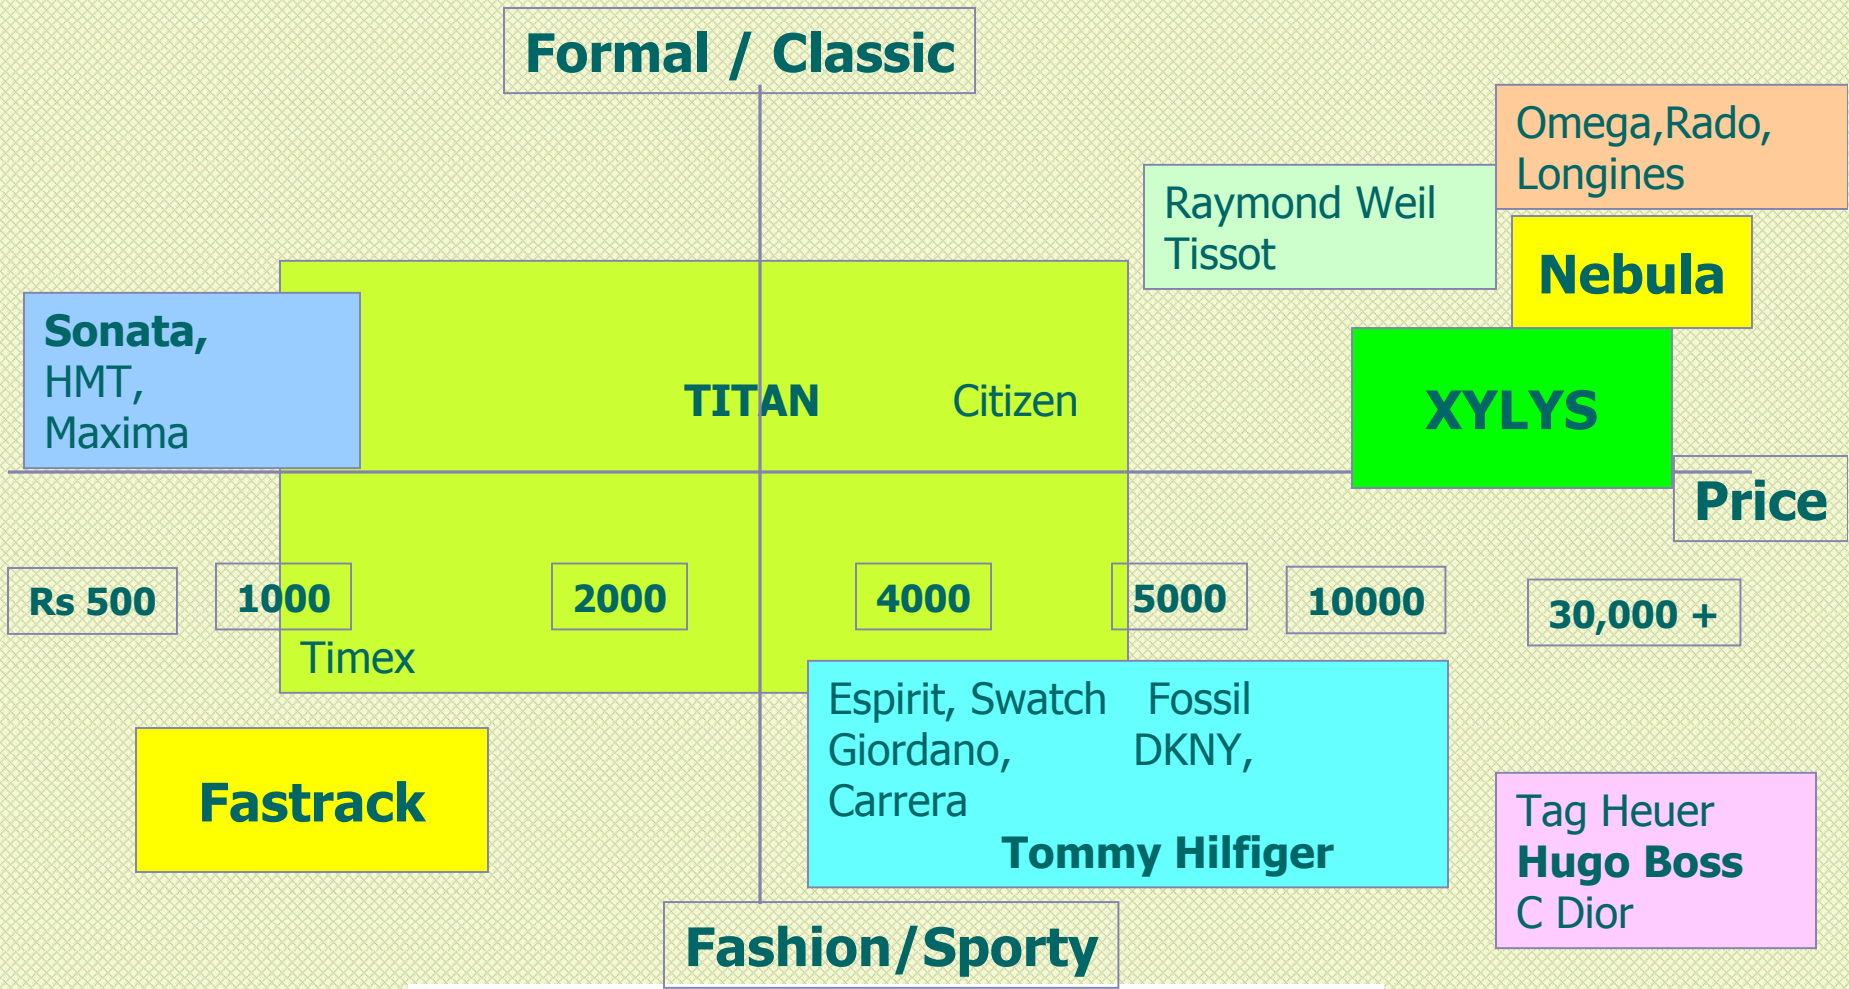 Formal / Classic
Omega,Rado,
Longines
Raymond Weil
Tissot
Nebula
Sonata,
HMT,
Maxima
TITAN
Citizen
XYLYS
Price
Rs 500
1000
2000
4000
5000
10000
30,000 +
Timex
Espirit, Swatch Fossil
Giordano, DKNY,
Carrera
Tommy Hilfiger
Fastrack
Tag Heuer
Hugo Boss
C Dior
Fashion/Sporty